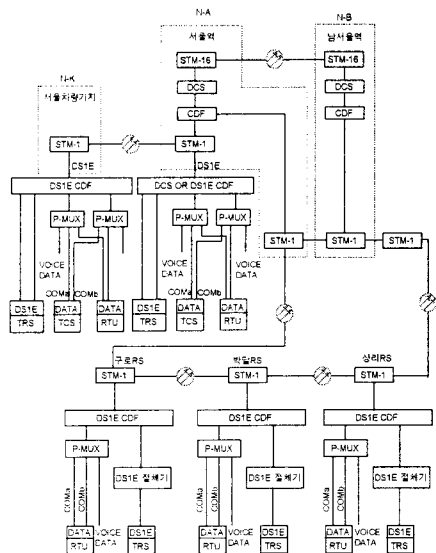 N-A
N-B
서울역
남서울역
STM-16
STM-16
DCS
DCS
N-K
서울차량기지
CDF
CDF
STM-1
STM-1
DS1E
DS1E
DS1E CDF
DCS OR DS1E CDF
P-MUX
P-MUX
P-MUX
P-MUX
STM-1
STM-1
STM-1
VOICE
DATA
VOICE
DATA
VOICE
DATA
COMa
COMb
COMa
COMb
DS1E
TRS
DATA
TCS
DATA
RTU
DS1E
TRS
DATA
TCS
DATA
RTU
구로RS
박달RS
상리RS
STM-1
STM-1
STM-1
DS1E CDF
DS1E CDF
DS1E CDF
P-MUX
P-MUX
P-MUX
DS1E 절체기
DS1E 절체기
DS1E 절체기
COMa
COMb
COMa
COMb
COMa
COMb
DATA
RTU
VOICE
DATA
DS1E
TRS
DATA
RTU
VOICE
DATA
DS1E
TRS
DATA
RTU
VOICE
DATA
DS1E
TRS